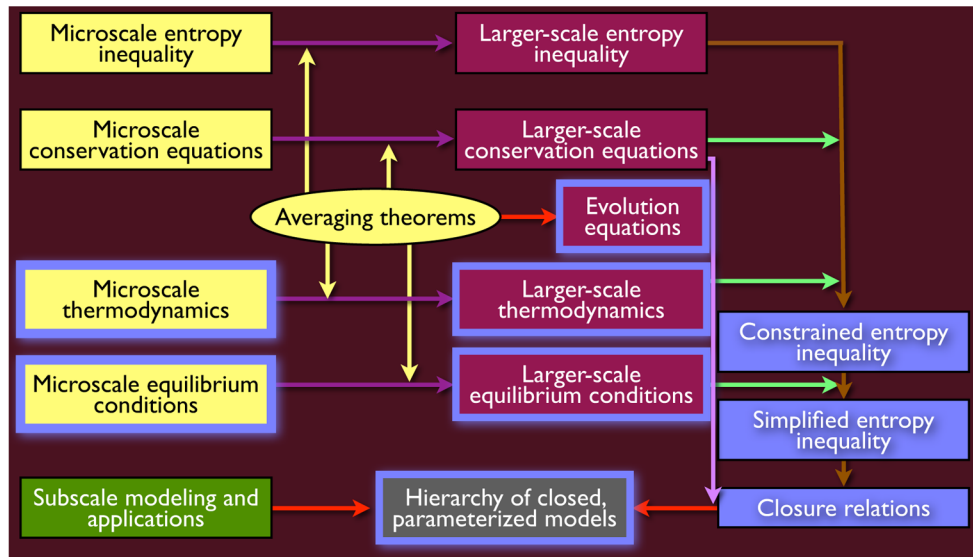 Microscale entropy
inequality
Larger-scale entropy
inequality
Microscale
conservation equations
Larger-scale
conservation equations
Averaging theorems
Evolution
equations
Microscale
thermodynamics
Larger-scale
thermodynamics
Constrained entropy
inequality
Microscale equilibrium
conditions
Larger-scale
equilibrium conditions
Simplified entropy
inequality
Subscale modeling and
applications
Hierarchy of closed,
parameterized models
Closure relations